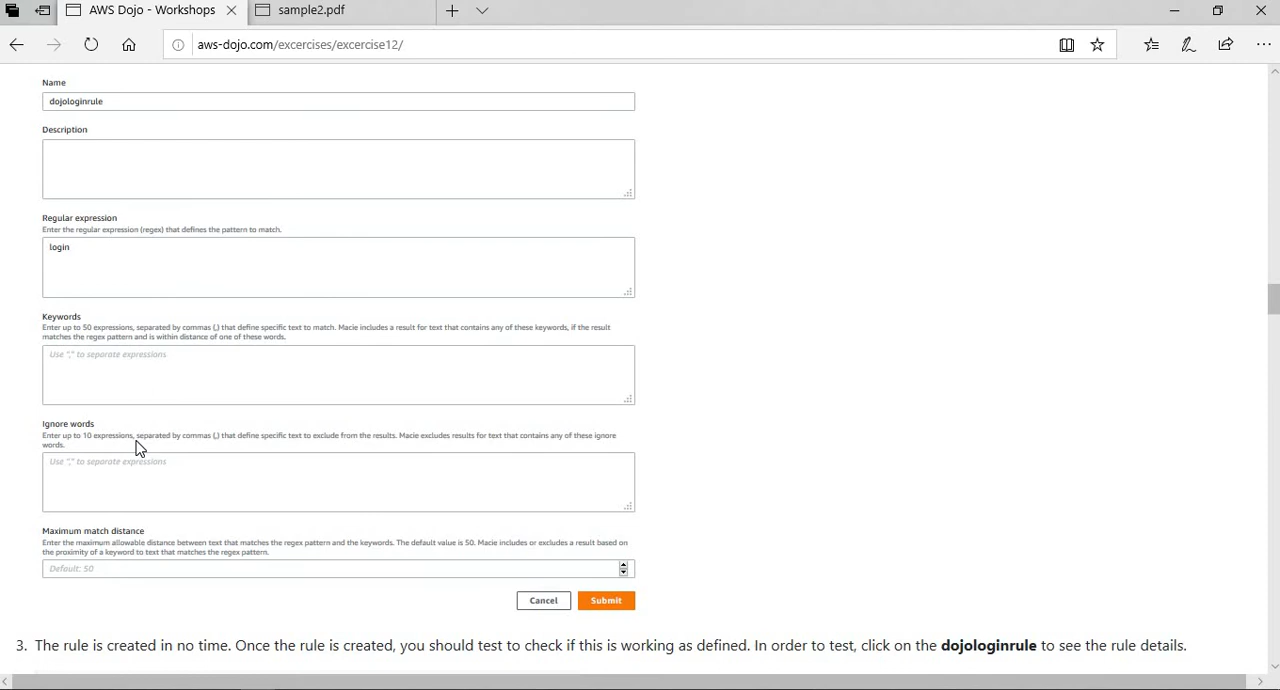 AWS Dojo - Workshops
sample2.pdf
aws-dojo.com/excercises/excercise12/
Name
dojologinrule
Description
Regular expression
Enter the regular expression (regex) that defines the pattern to match.
login
Keywords
Enter up to 50 expressions, separated by commas (,) that define specific text to match. Macie includes a result for text that contains any of these keywords, if the result
matches the regex pattern and is within distance of one of these words.
Use "," to separate expressions
Ignore words
Enter up to 10 expressions, separated by commas (,) that define specific text to exclude from the results. Macie excludes results for text that contains any of these ignore
words.
Use "," to separate expressions
Maximum match distance
Enter the maximum allowable distance between text that matches the regex pattern and the keywords. The default value is 50. Macie includes or excludes a result based on
the proximity of a keyword to text that matches the regex pattern.
Default: 50
Cancel
Submit
3. The rule is created in no time. Once the rule is created, you should test to check if this is working as defined. In order to test, click on the dojologinrule to see the rule details.